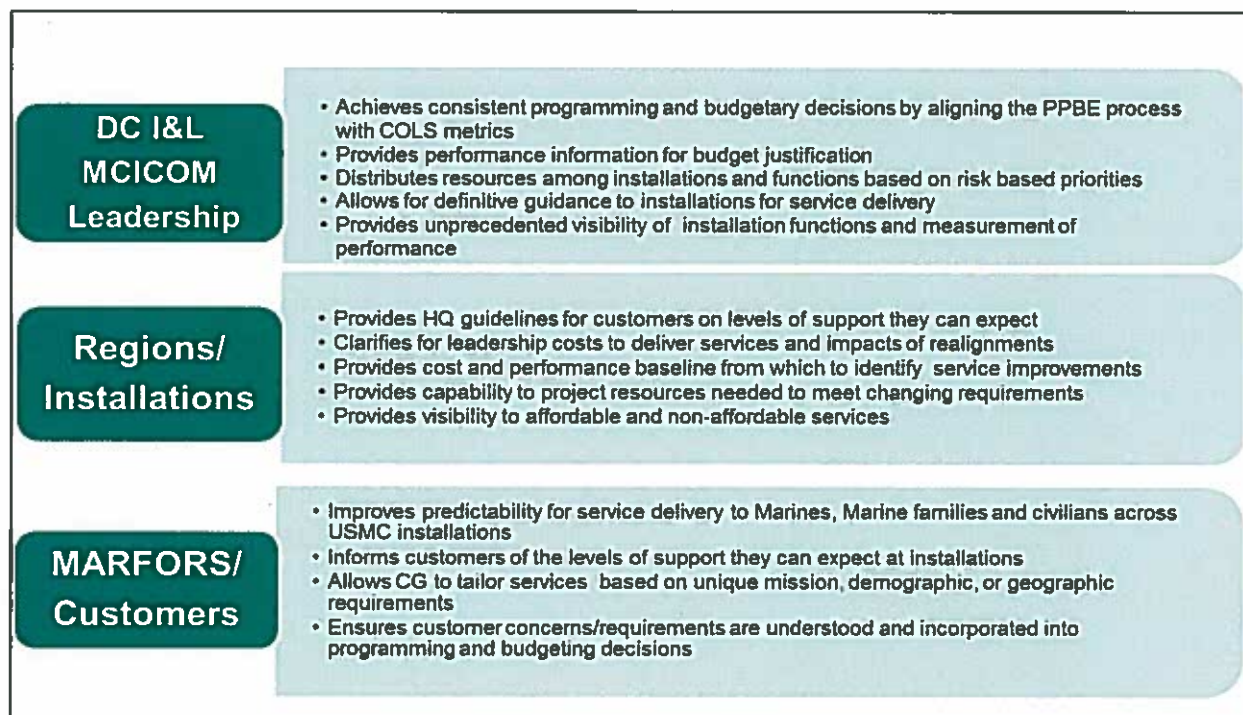 DC I&L
MCICOM
Leadership
• Achieves consistent programming and budgetary decisions by aligning the PPBE process
with COLS metrics
• Provides performance information for budget justification
• Distributes resources among installations and functions based on risk based priorities
• Allows for definitive guidance to installations for service delivery
• Provides unprecedented visibility of installation functions and measurement of
performance
Regions/
Installations
• Provides HQ guidelines for customers on levels of support they can expect
• Clarifies for leadership costs to deliver services and impacts of realignments
• Provides cost and performance baseline from which to identify service improvements
• Provides capability to project resources needed to meet changing requirements
• Provides visibility to affordable and non-affordable services
MARFORS/
Customers
• Improves predictability for service delivery to Marines, Marine families and civilians across
USMC installations
• Informs customers of the levels of support they can expect at installations
• Allows CG to tailor services based on unique mission, demographic, or geographic
requirements
• Ensures customer concerns/requirements are understood and incorporated into
programming and budgeting decisions